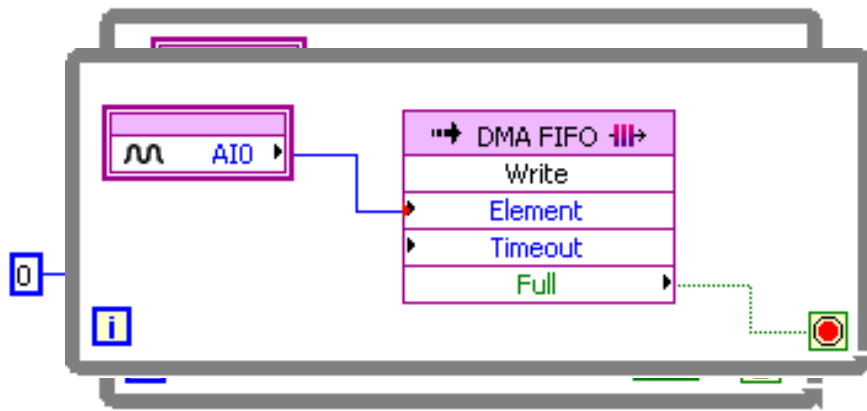 DMA FIFO
Write
AI0
Element
Timeout
Full
0
i